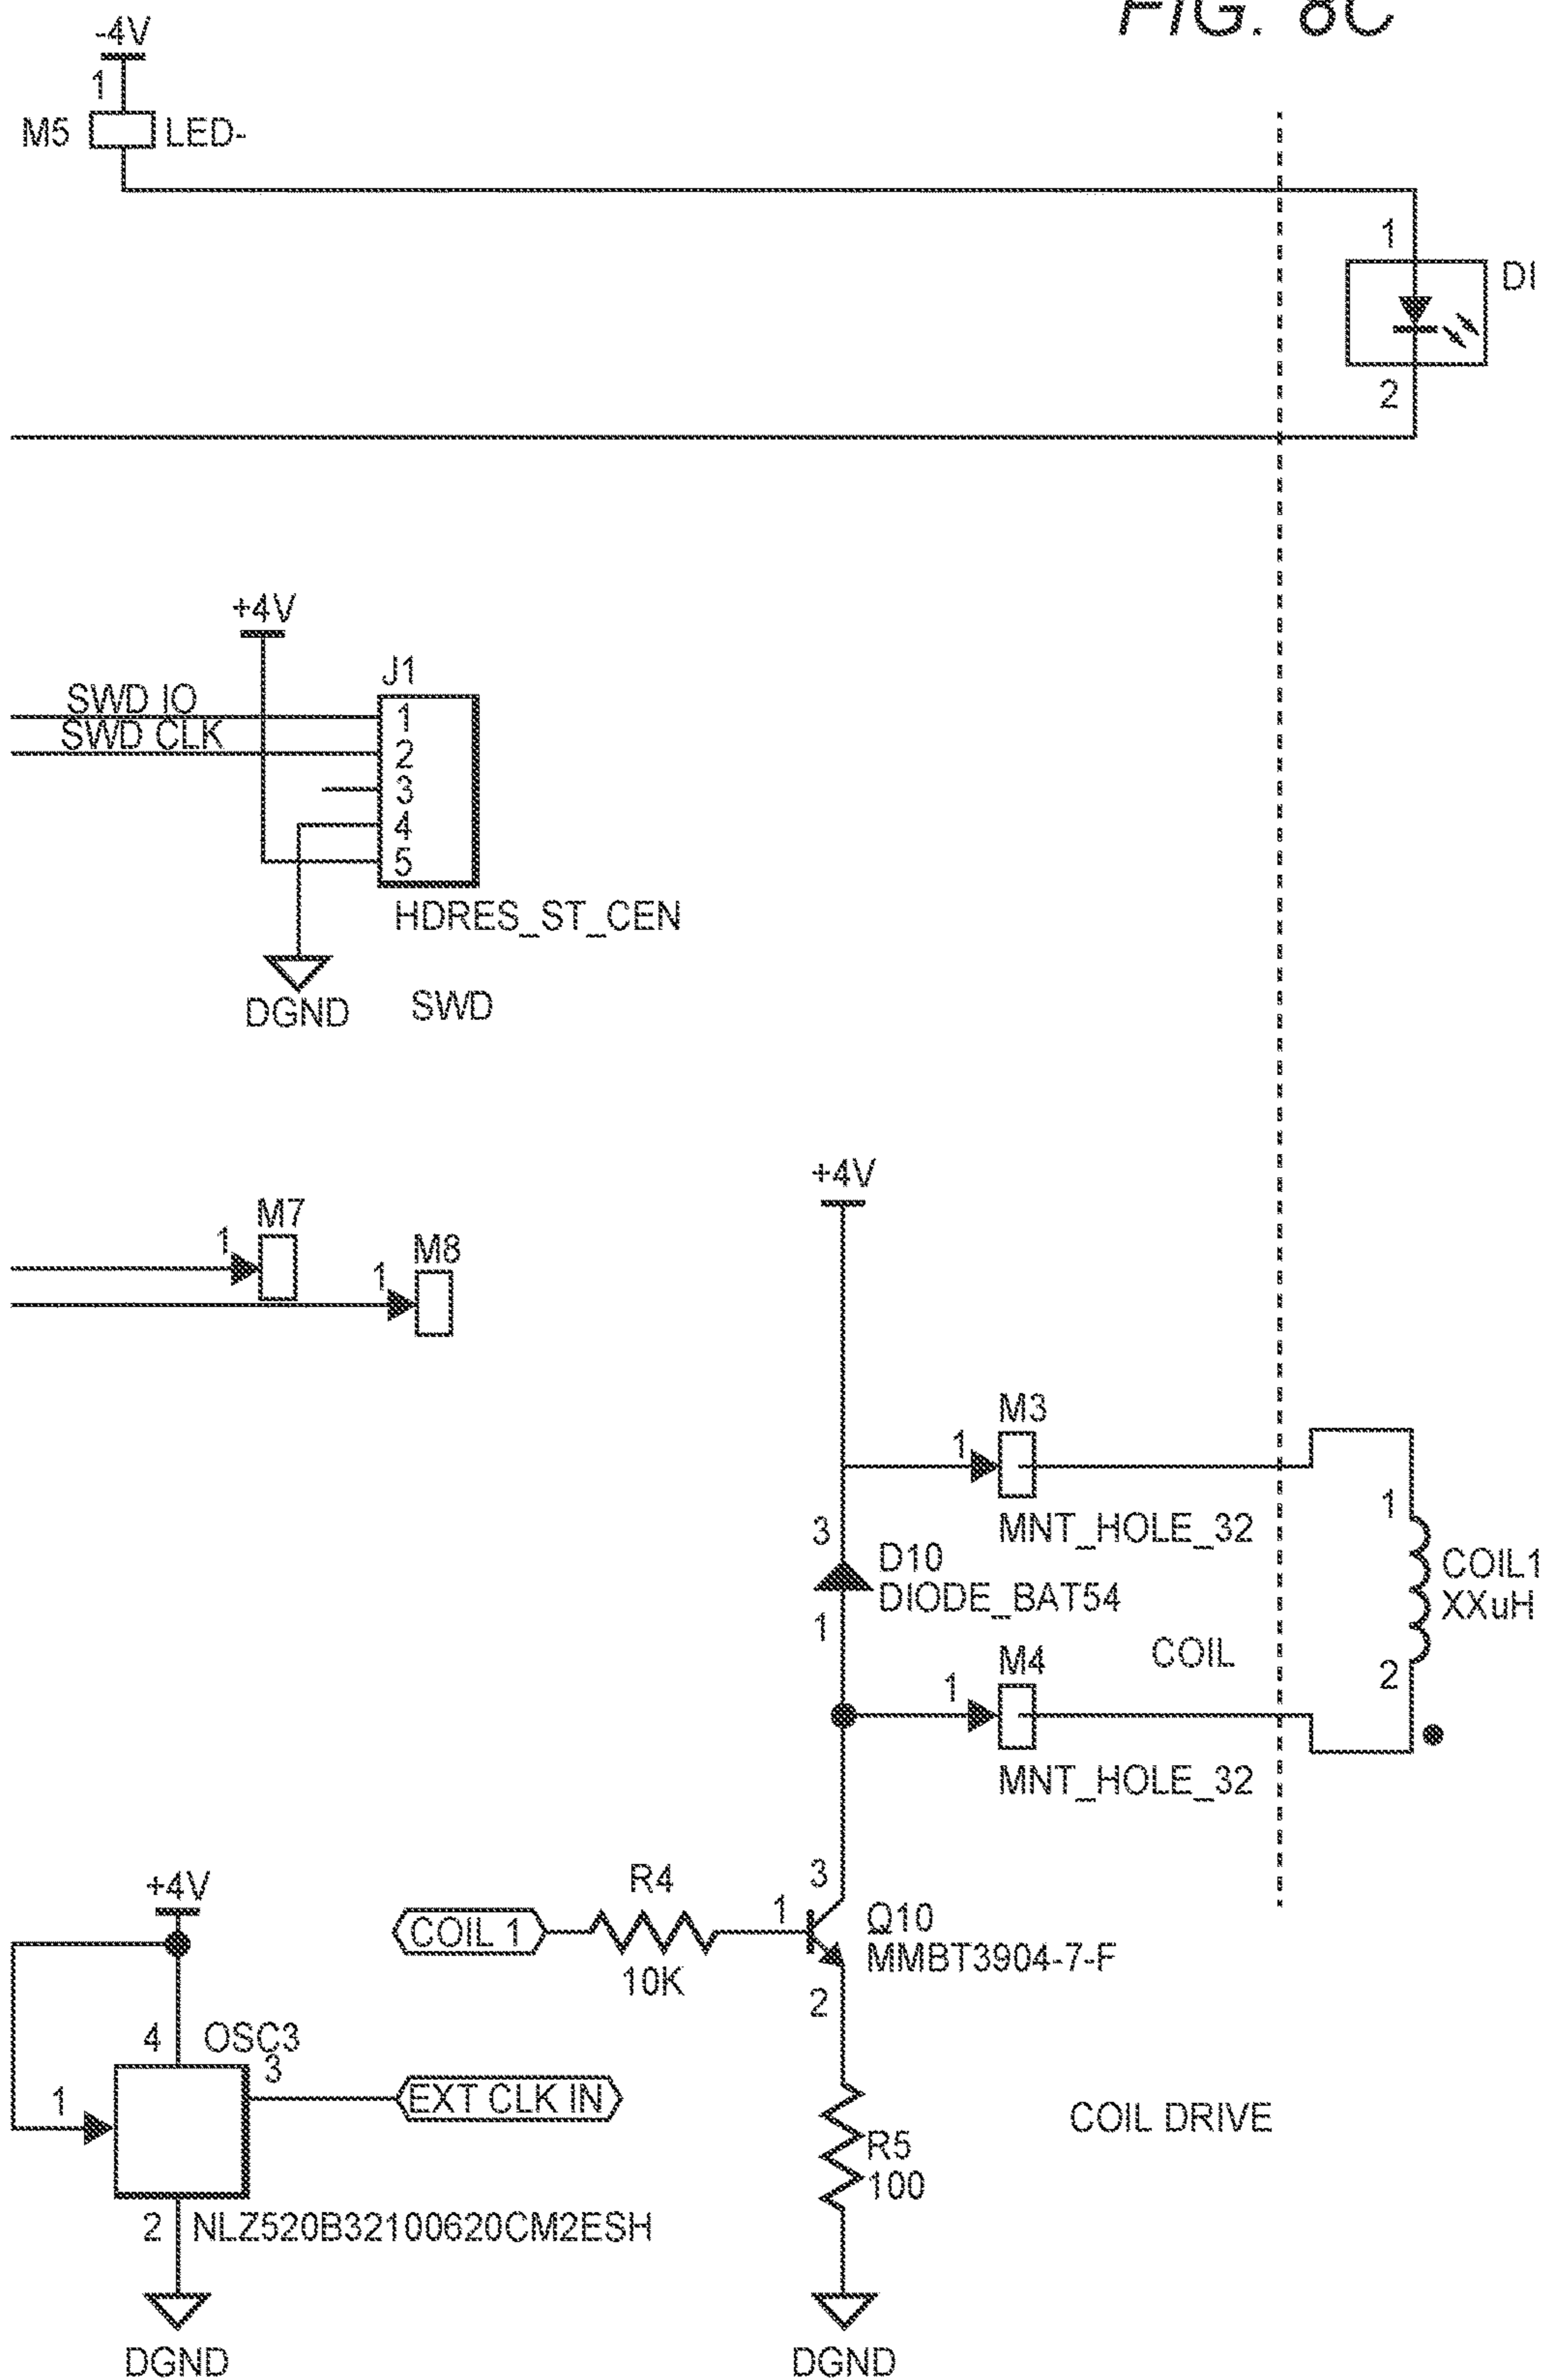 FIG. 8C
-4V
1
M5
LED-
1
DI
2
+4V
J1
SWD IO
SWD CLK
1
2
3
4
5
HDRES_ST_CEN
DGND
SWD
+4V
M7
1
M8
1
M3
1
MNT_HOLE_32
3
D10
DIODE_BAT54
1
1
COIL1
XXuH
2
COIL
M4
1
MNT_HOLE_32
+4V
R4
COIL 1
10K
1
3
Q10
MMBT3904-7-F
2
4
OSC3
3
1
EXT CLK IN
R5
100
COIL DRIVE
2
NLZ520B32100620CM2ESH
DGND
DGND